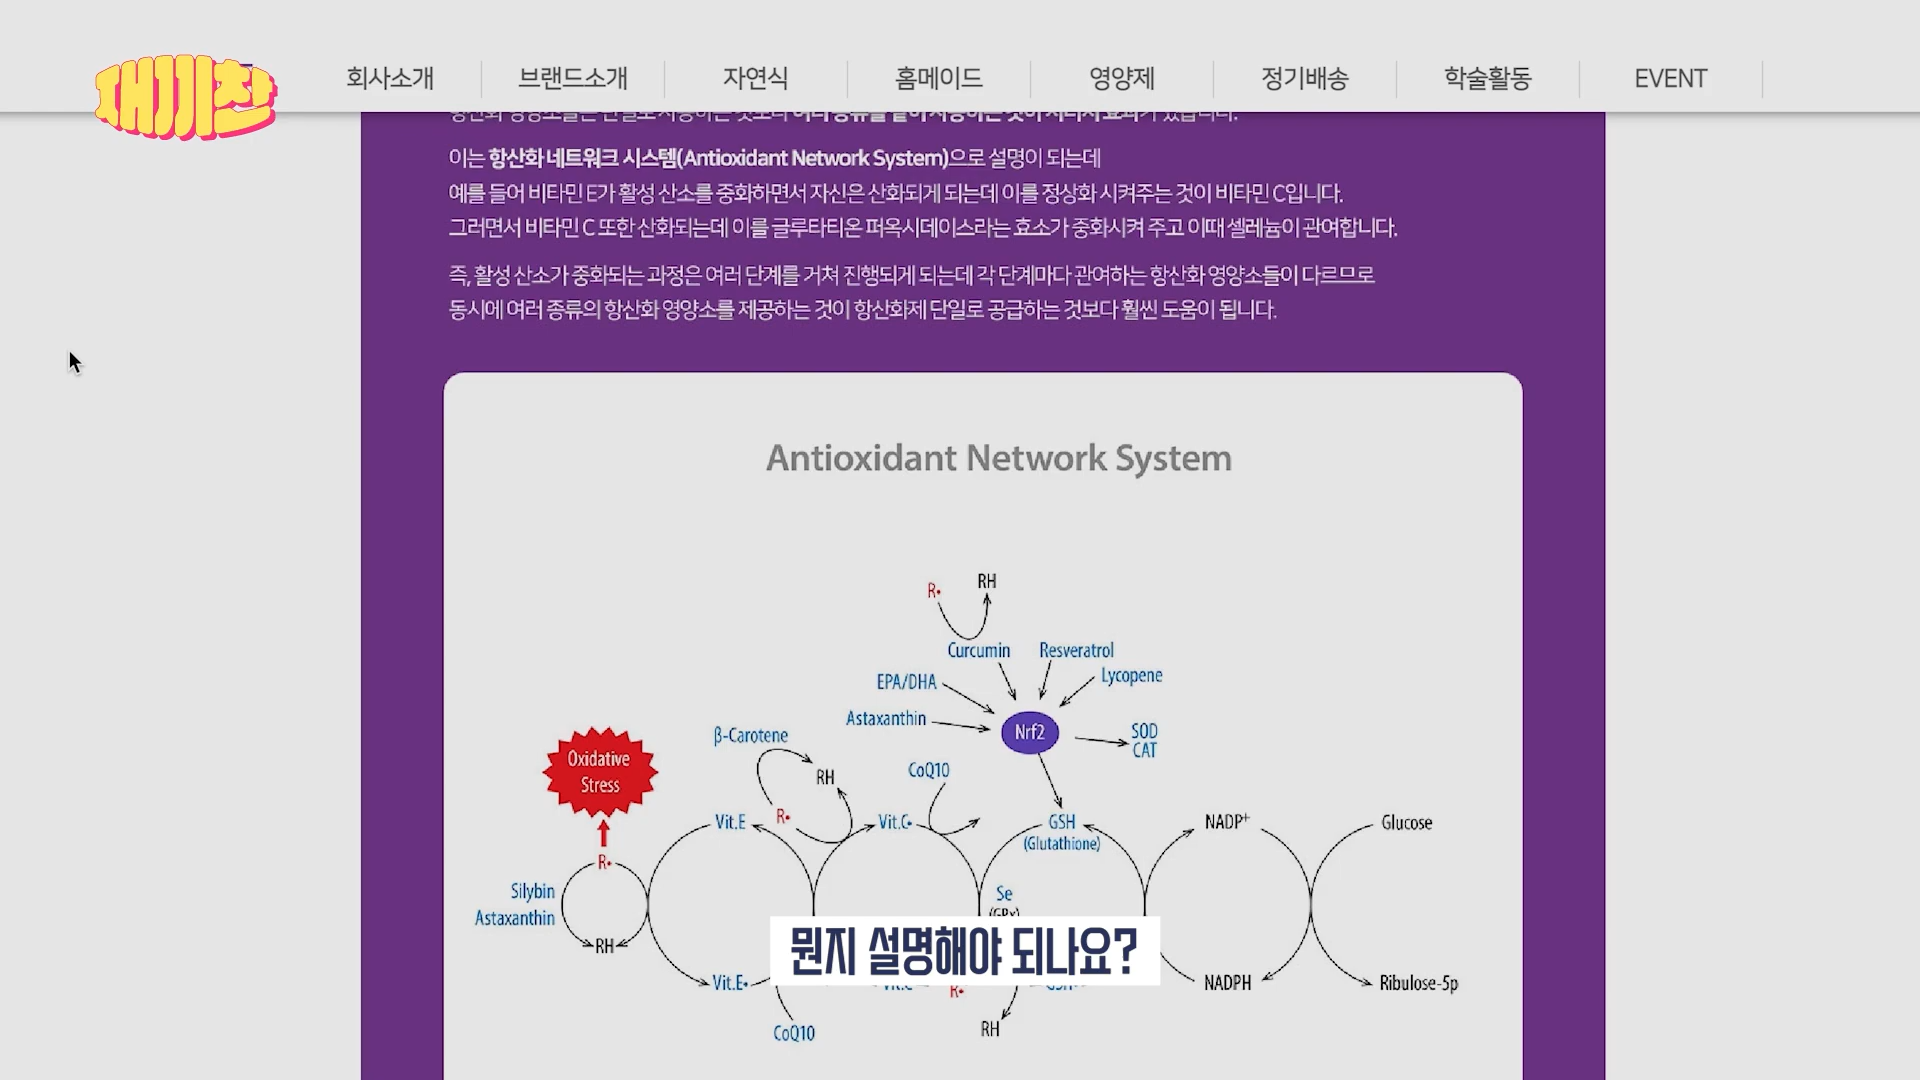 재끼찬
회사소개
브랜드소개
자연식
홈메이드
영양제
정기배송
학술활동
EVENT
이는 항산화 네트워크 시스템(Antioxidant Network System)으로 설명이 되는데
예를 들어 비타민 E가 활성 산소를 중화하면서 자신은 산화되게 되는데 이를 정상화 시켜주는 것이 비타민 C입니다.
그러면서 비타민 C 또한 산화되는데 이를 글루타티온 퍼옥시데이스라는 효소가 중화시켜 주고 이때 셀레늄이 관여합니다.
즉, 활성 산소가 중화되는 과정은 여러 단계를 거쳐 진행되게 되는데 각 단계마다 관여하는 항산화 영양소들이 다르므로
동시에 여러 종류의 항산화 영양소를 제공하는 것이 항산화제 단일로 공급하는 것보다 훨씬 도움이 됩니다.
Antioxidant Network System
R•
RH
Curcumin
Resveratrol
Lycopene
EPA/DHA
Astaxanthin
Nrf2
SOD
CAT
β-Carotene
Oxidative
Stress
RH
CoQ10
Vit.E
R•
Vit.C•
GSH
(Glutathione)
NADP⁺
Glucose
R•
Silybin
Astaxanthin
RH
Se
(GPx)
뭔지 설명해야 되나요?
Vit.E•
R•
NADPH
Ribulose-5p
CoQ10
RH